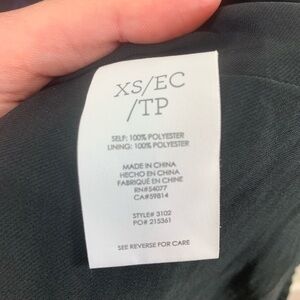 XS/EC
/TP
SELF: 100% POLYESTER
LINING: 100% POLYESTER
MADE IN CHINA
HECHO EN CHINA
FABRIQUÉ EN CHINE
RN#54077
CA#59814
STYLE# 3102
PO# 215361
SEE REVERSE FOR CARE